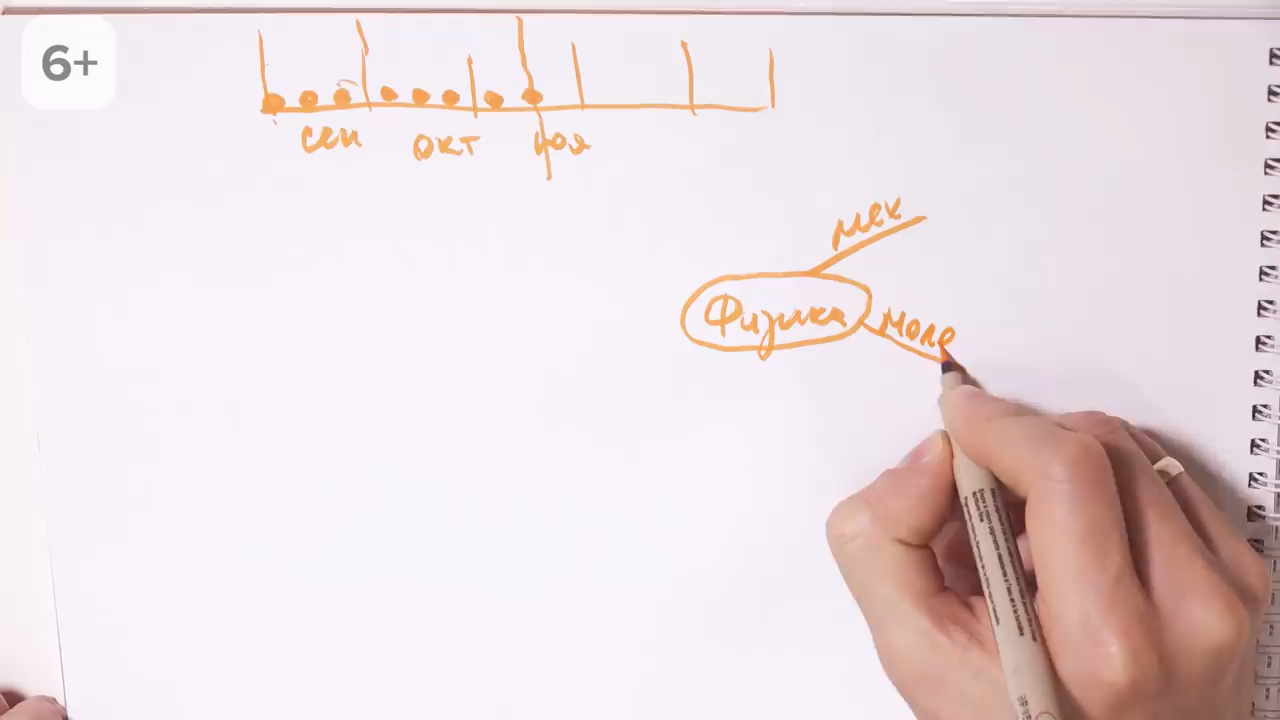 6+
сен окт ноя
мех
Физика
моле